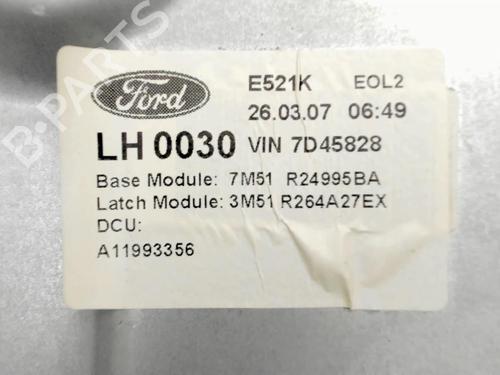 B-PARTS
Ford
E521K EOL2
26.03.07 06:49
LH 0030 VIN 7D45828
Base Module: 7M51 R24995BA
Latch Module: 3M51 R264A27EX
DCU:
A11993356